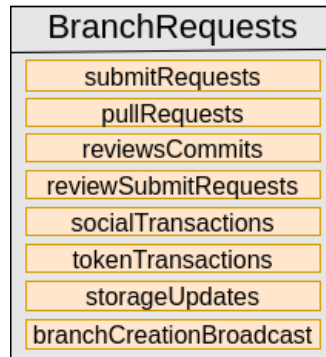 BranchRequests
submitRequests
pullRequests
reviewsCommits
reviewSubmitRequests
socialTransactions
tokenTransactions
storageUpdates
branchCreationBroadcast